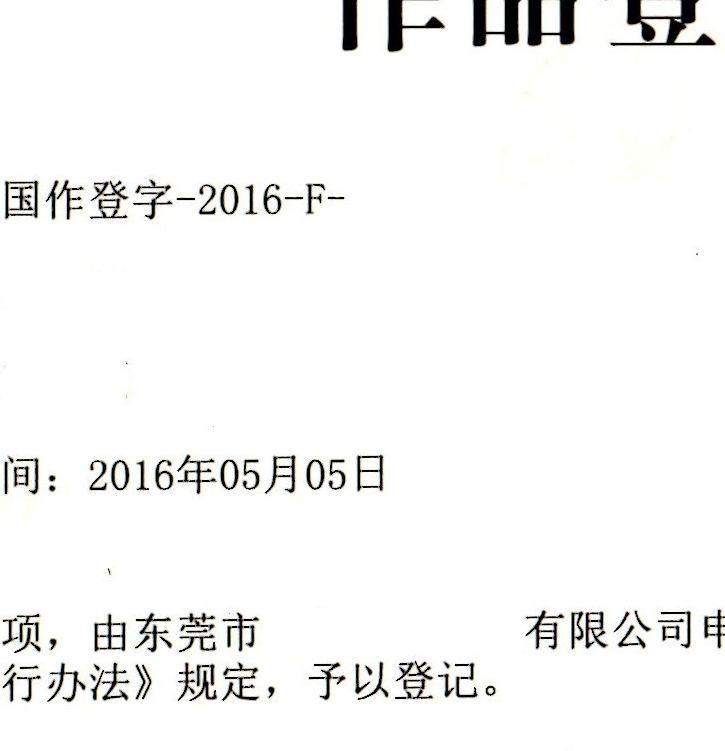 作品登
国作登字-2016-F-
间：2016年05月05日
项，由东莞市 有限公司申
行办法》规定，予以登记。